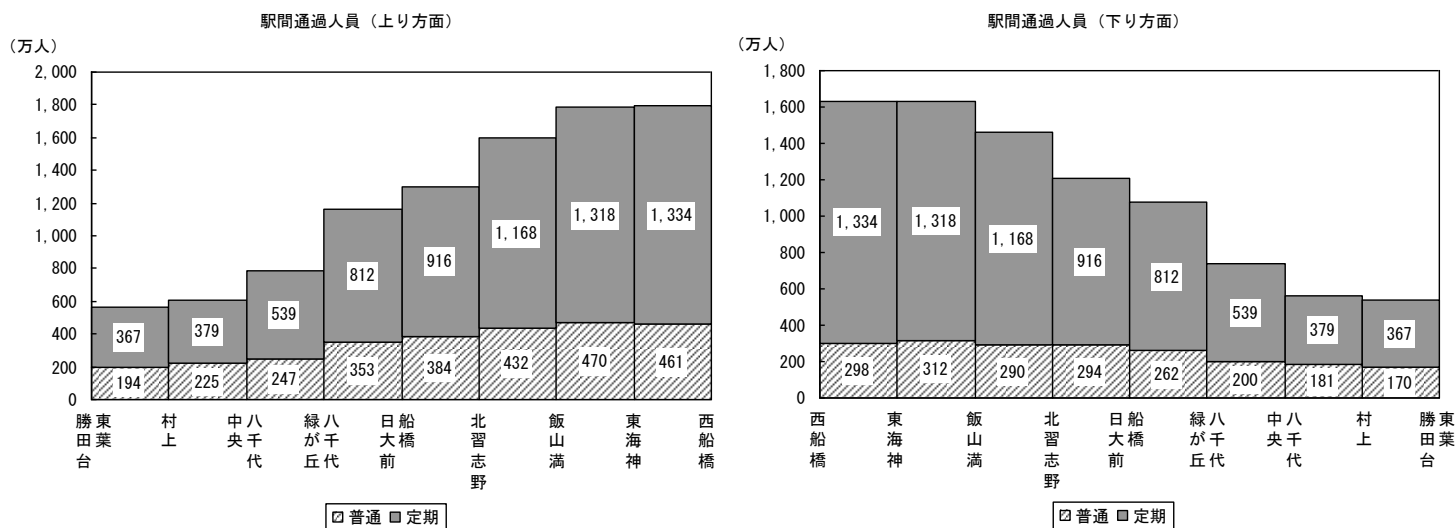 駅間通過人員（上り方面）
（万人）
2,000
1,800
1,600
1,400
1,200
1,000
800
600
400
200
0
367
379
539
812
916
1,168
1,318
1,334
194
225
247
353
384
432
470
461
東葉勝田台
村上
八千代中央
八千代緑が丘
船橋日大前
北習志野
飯山満
東海神
西船橋
普通 定期
駅間通過人員（下り方面）
（万人）
1,800
1,600
1,400
1,200
1,000
800
600
400
200
0
1,334
1,318
1,168
916
812
539
379
367
298
312
290
294
262
200
181
170
西船橋
東海神
飯山満
北習志野
船橋日大前
八千代緑が丘
八千代中央
村上
東葉勝田台
普通 定期